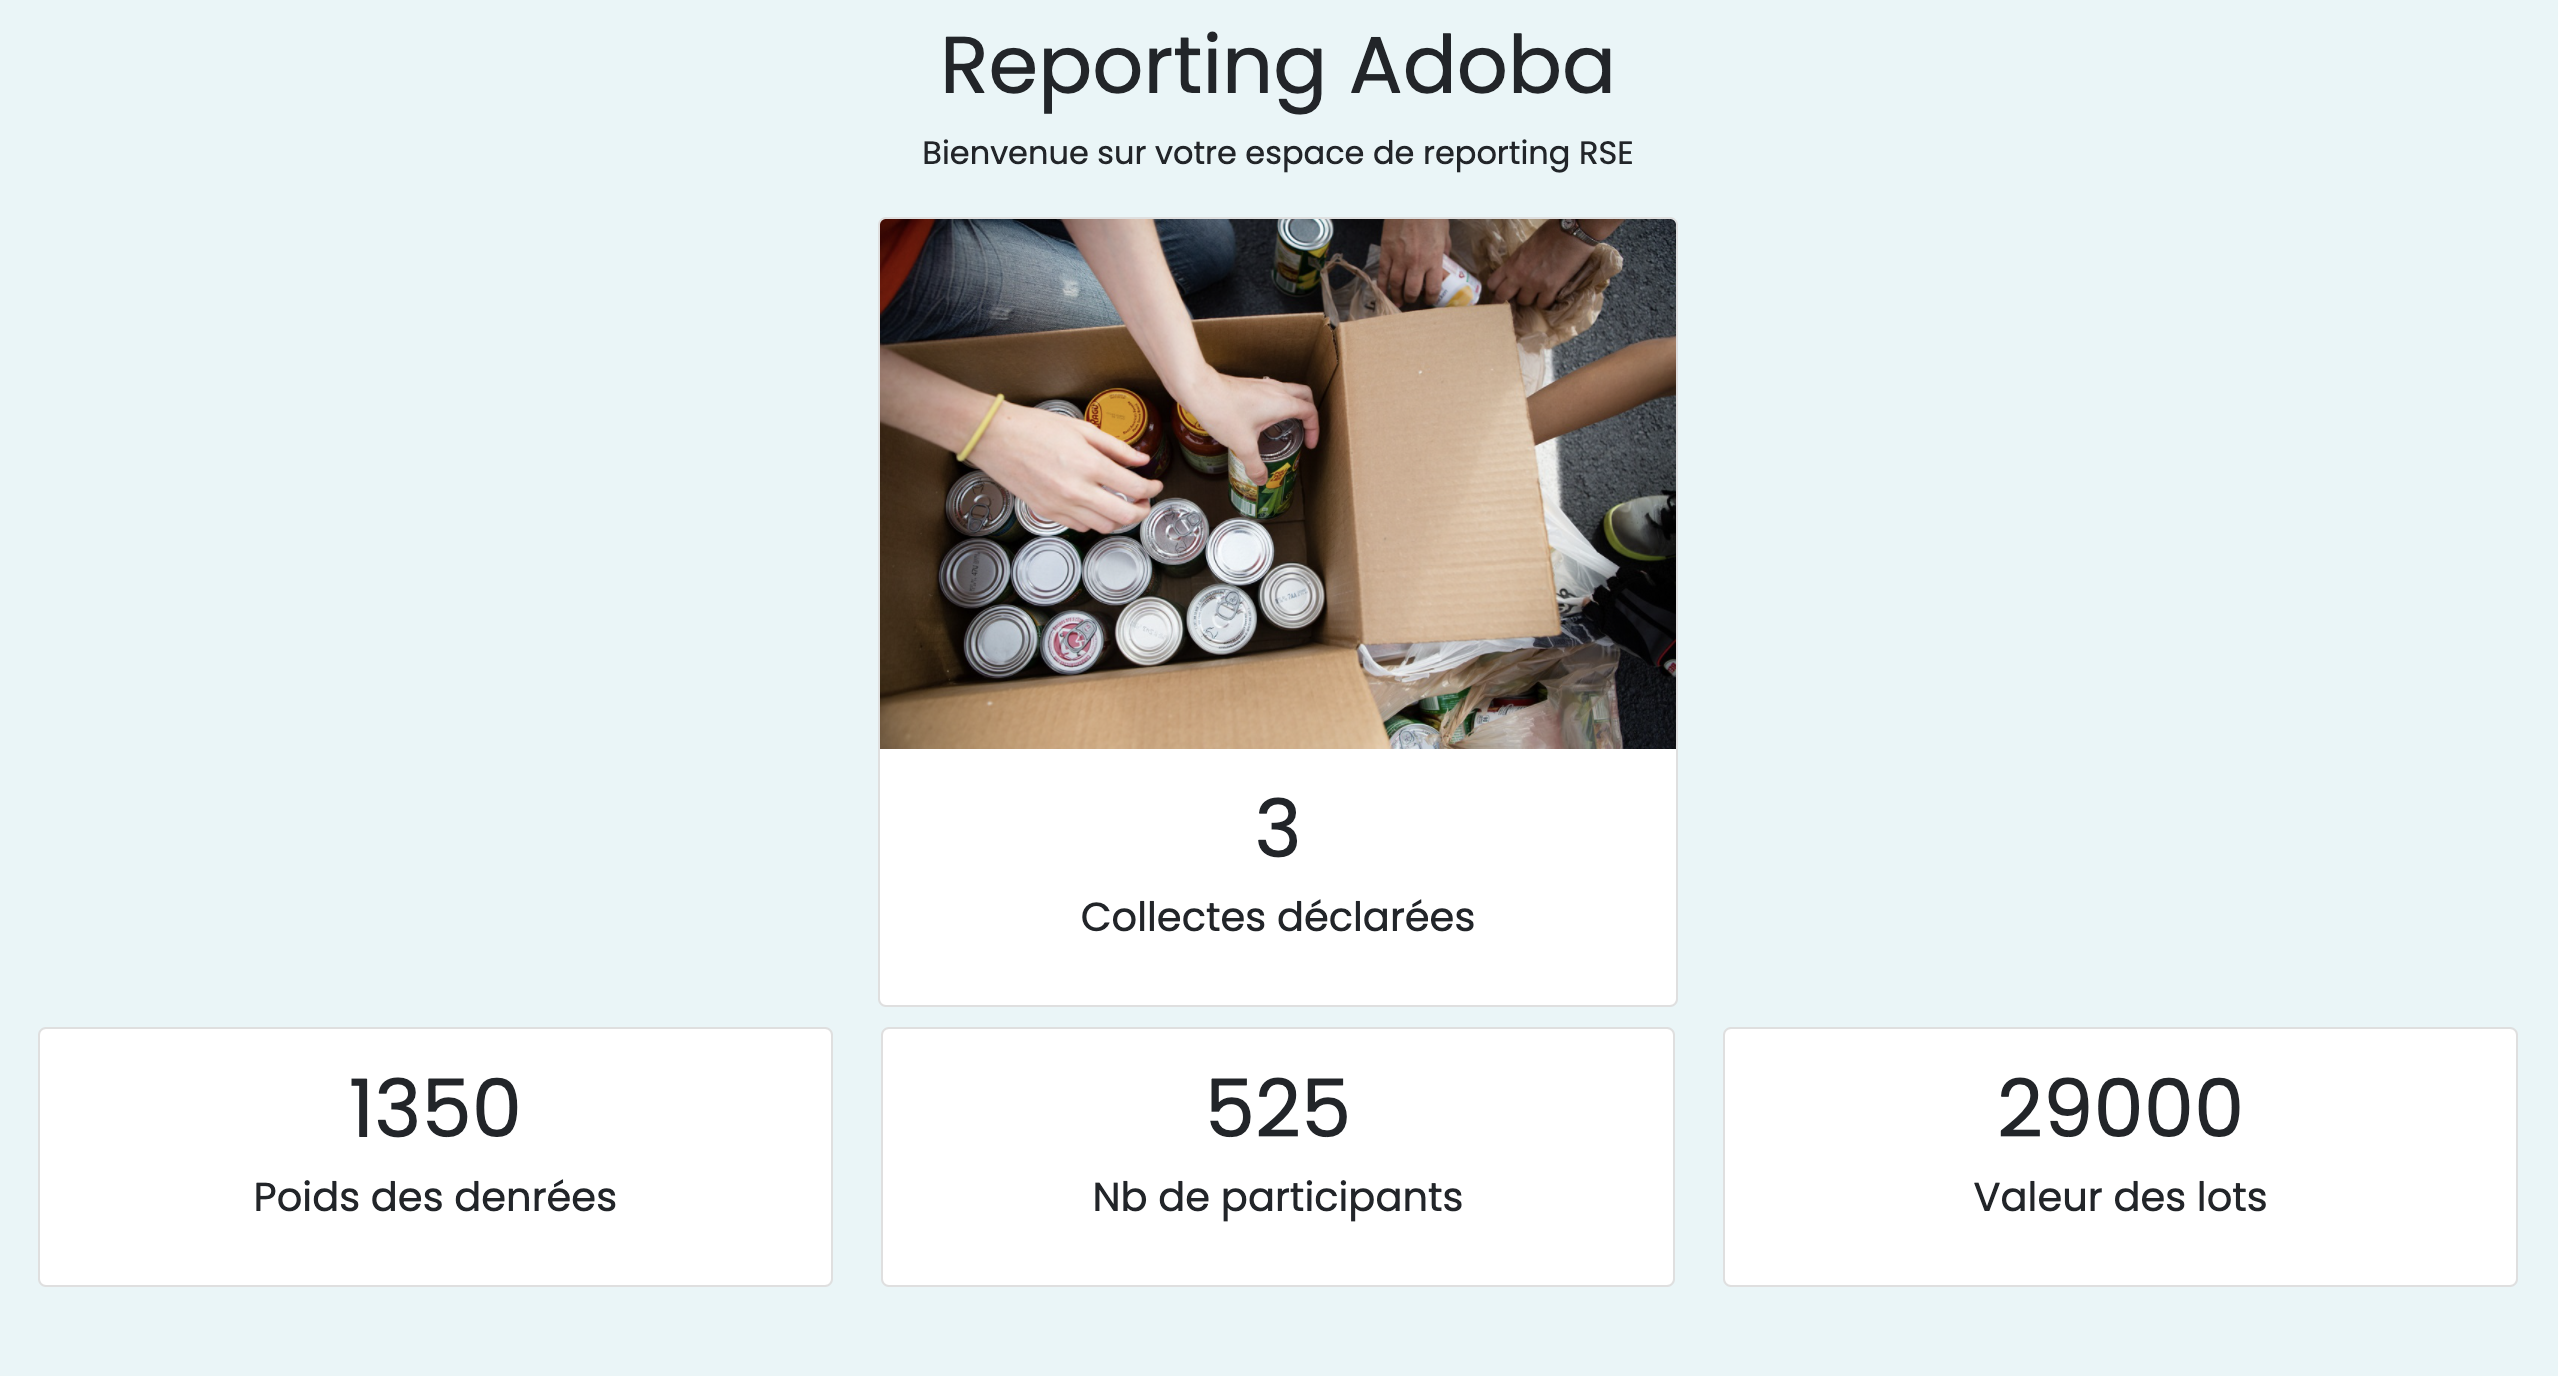 Reporting Adoba
Bienvenue sur votre espace de reporting RSE
3
Collectes déclarées
1350
Poids des denrées
525
Nb de participants
29000
Valeur des lots